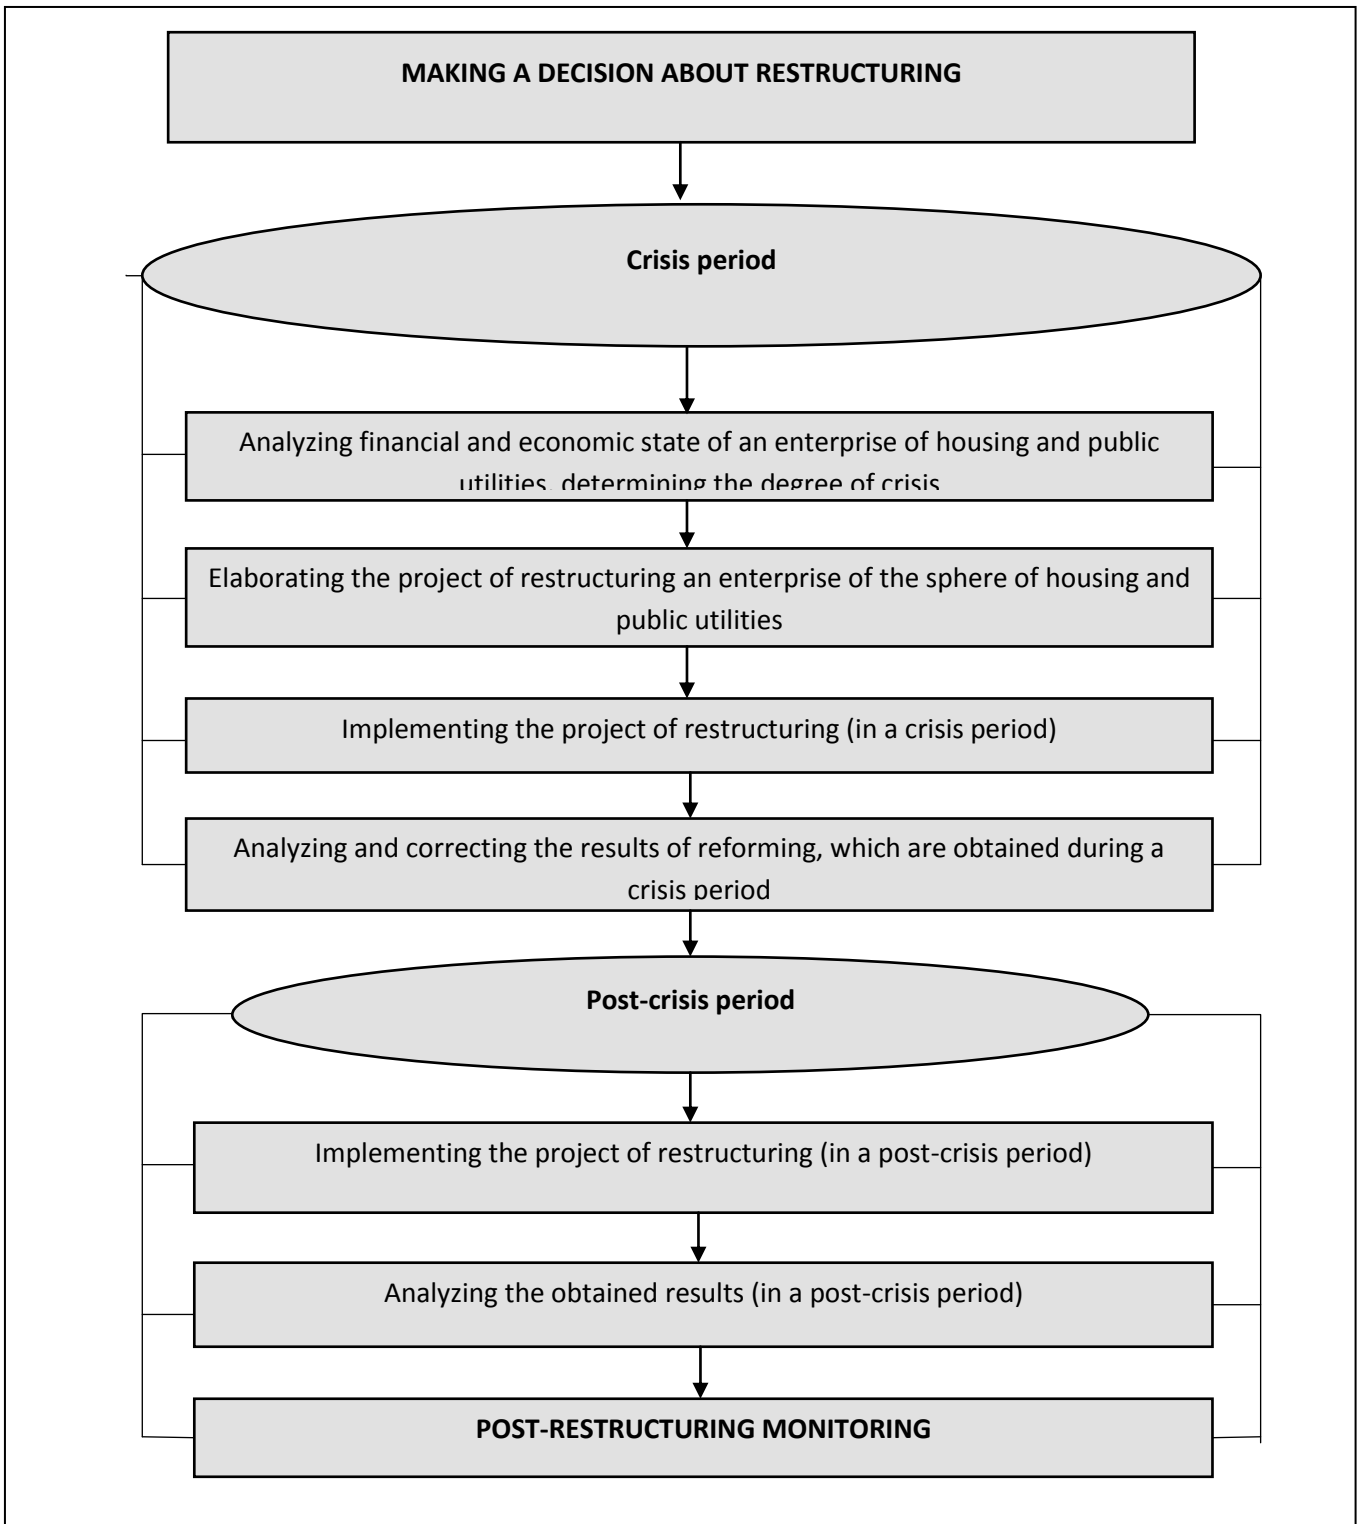 MAKING A DECISION ABOUT RESTRUCTURING
Crisis period
Analyzing financial and economic state of an enterprise of housing and public
utilities, determining the degree of crisis
Elaborating the project of restructuring an enterprise of the sphere of housing and
public utilities
Implementing the project of restructuring (in a crisis period)
Analyzing and correcting the results of reforming, which are obtained during a
crisis period
Post-crisis period
Implementing the project of restructuring (in a post-crisis period)
Analyzing the obtained results (in a post-crisis period)
POST-RESTRUCTURING MONITORING